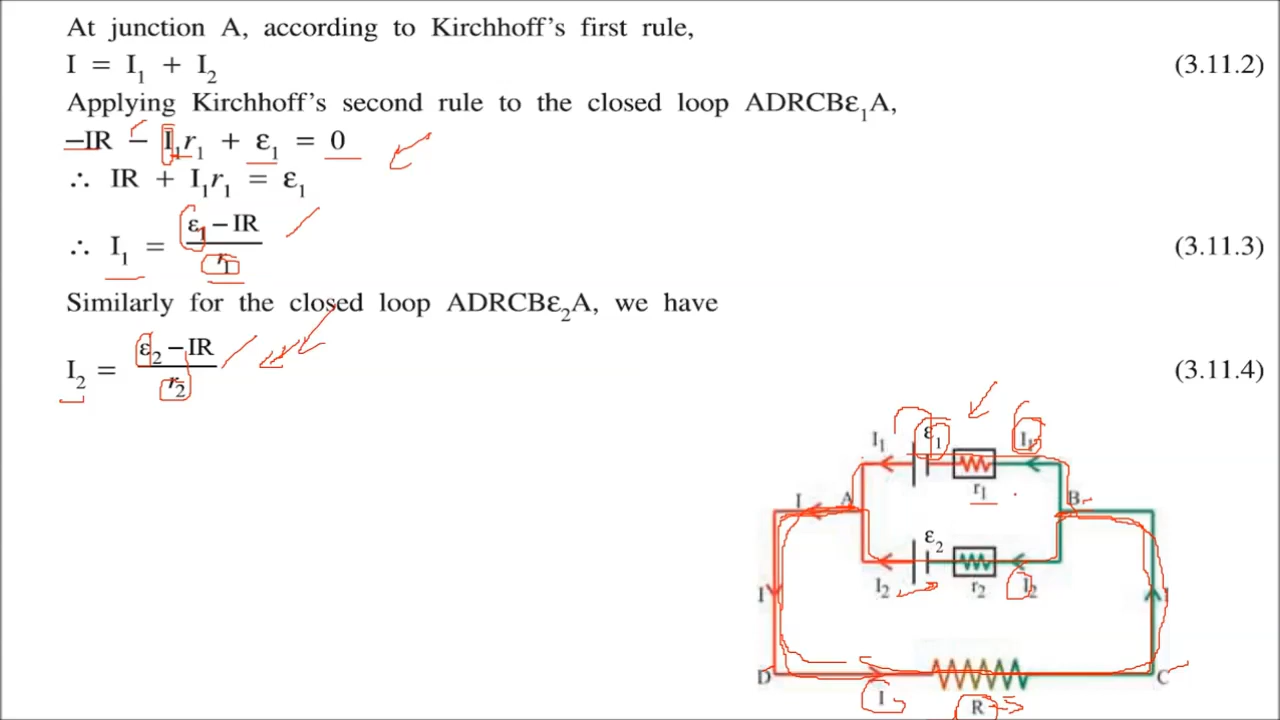 At junction A, according to Kirchhoff's first rule,
I = I₁ + I₂ (3.11.2)
Applying Kirchhoff's second rule to the closed loop ADRCBε₁A,
−IR − I₁r₁ + ε₁ = 0
∴ IR + I₁r₁ = ε₁
∴ I₁ = (ε₁ − IR)/r₁ (3.11.3)
Similarly for the closed loop ADRCBε₂A, we have
I₂ = (ε₂ − IR)/r₂ (3.11.4)
I₁ ε₁ I₁
r₁
I A B
ε₂
I₂ r₂ I₂
I I
D C
I R